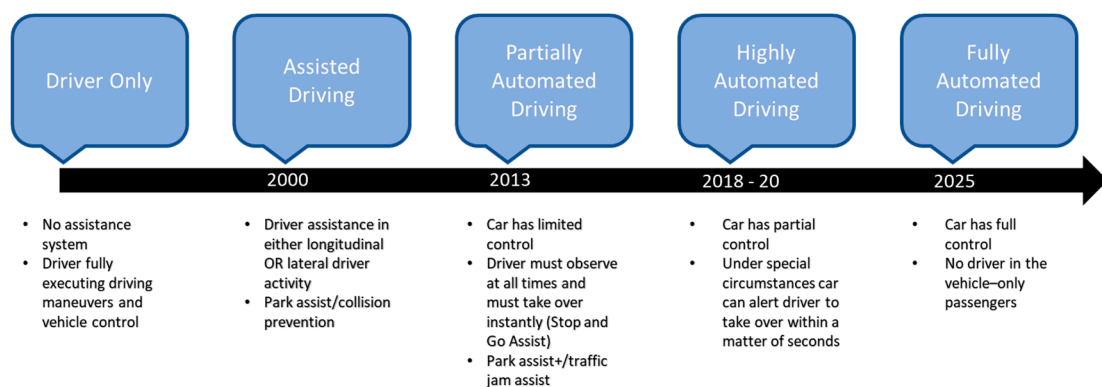 Driver Only
Assisted
Driving
Partially
Automated
Driving
Highly
Automated
Driving
Fully
Automated
Driving
2000
2013
2018 - 20
2025
• No assistance
system
• Driver fully
executing driving
maneuvers and
vehicle control
• Driver assistance in
either longitudinal
OR lateral driver
activity
• Park assist/collision
prevention
• Car has limited
control
• Driver must observe
at all times and
must take over
instantly (Stop and
Go Assist)
• Park assist+/traffic
jam assist
• Car has partial
control
• Under special
circumstances car
can alert driver to
take over within a
matter of seconds
• Car has full
control
• No driver in the
vehicle–only
passengers